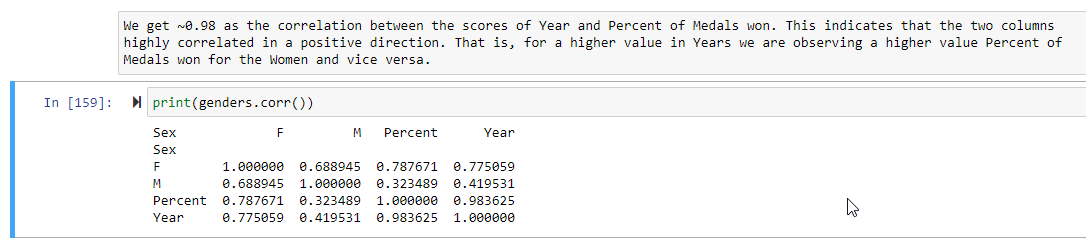 We get ~0.98 as the correlation between the scores of Year and Percent of Medals won. This indicates that the two columns
highly correlated in a positive direction. That is, for a higher value in Years we are observing a higher value Percent of
Medals won for the Women and vice versa.
In [159]: print(genders.corr())
Sex F M Percent Year
Sex
F 1.000000 0.688945 0.787671 0.775059
M 0.688945 1.000000 0.323489 0.419531
Percent 0.787671 0.323489 1.000000 0.983625
Year 0.775059 0.419531 0.983625 1.000000